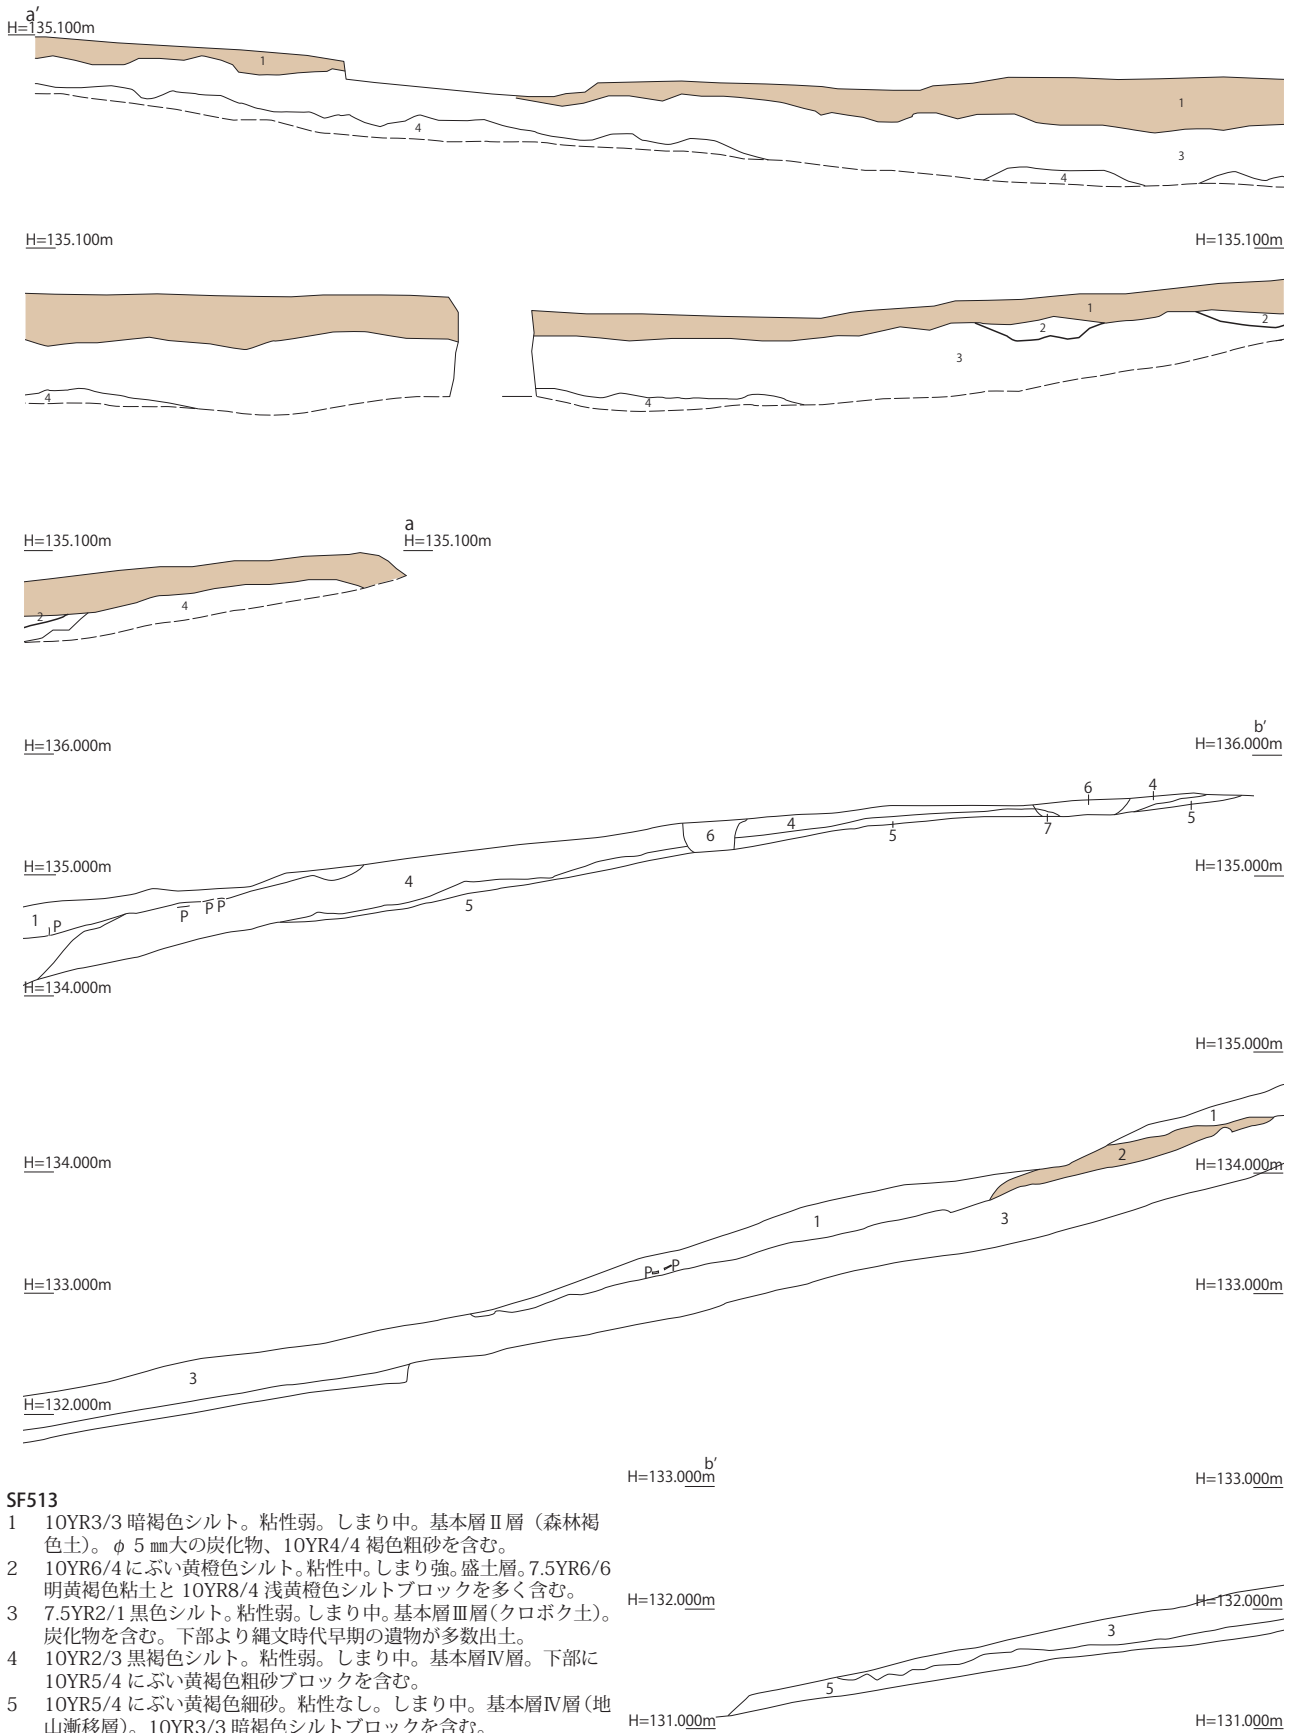 a′
H=135.100m
1
1
4
3
4
H=135.100m
H=135.100m
1
2
2
3
4
4
a
H=135.100m
H=135.100m
2
4
b′
H=136.000m
H=136.000m
6
4
4
6
5
7
5
H=135.000m
H=135.000m
4
5
1
P
P
P P
H=134.000m
H=135.000m
1
2
H=134.000m
H=134.000m
1
3
P
P
H=133.000m
H=133.000m
3
H=132.000m
b′
H=133.000m
H=133.000m
SF513
1 10YR3/3 暗褐色シルト。粘性弱。しまり中。基本層Ⅱ層（森林褐
色土）。φ 5 ㎜大の炭化物、10YR4/4 褐色粗砂を含む。
2 10YR6/4 にぶい黄橙色シルト。粘性中。しまり強。盛土層。7.5YR6/6
明黄褐色粘土と 10YR8/4 浅黄橙色シルトブロックを多く含む。
3 7.5YR2/1 黒色シルト。粘性弱。しまり中。基本層Ⅲ層（クロボク土）。
炭化物を含む。下部より縄文時代早期の遺物が多数出土。
4 10YR2/3 黒褐色シルト。粘性弱。しまり中。基本層Ⅳ層。下部に
10YR5/4 にぶい黄褐色粗砂ブロックを含む。
5 10YR5/4 にぶい黄褐色細砂。粘性なし。しまり中。基本層Ⅳ層（地
山漸移層）。10YR3/3 暗褐色シルトブロックを含む。
H=132.000m
H=132.000m
3
5
H=131.000m
H=131.000m